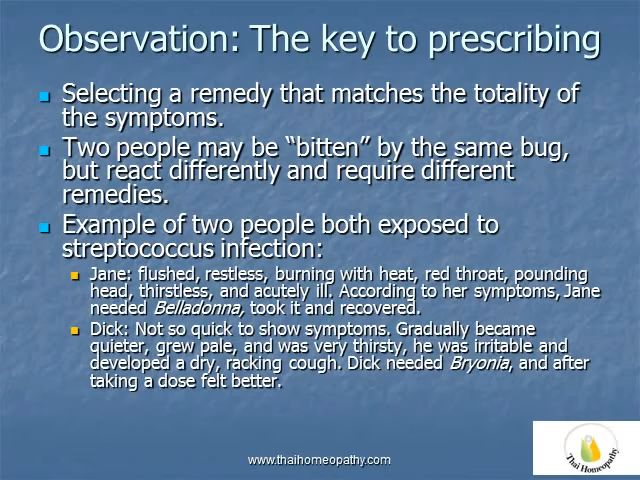 Observation: The key to prescribing
Selecting a remedy that matches the totality of
the symptoms.
Two people may be “bitten” by the same bug,
but react differently and require different
remedies.
Example of two people both exposed to
streptococcus infection:
Jane: flushed, restless, burning with heat, red throat, pounding
head, thirstless, and acutely ill. According to her symptoms, Jane
needed Belladonna, took it and recovered.
Dick: Not so quick to show symptoms. Gradually became
quieter, grew pale, and was very thirsty, he was irritable and
developed a dry, racking cough. Dick needed Bryonia, and after
taking a dose felt better.
www.thaihomeopathy.com
Thai Homeopathy